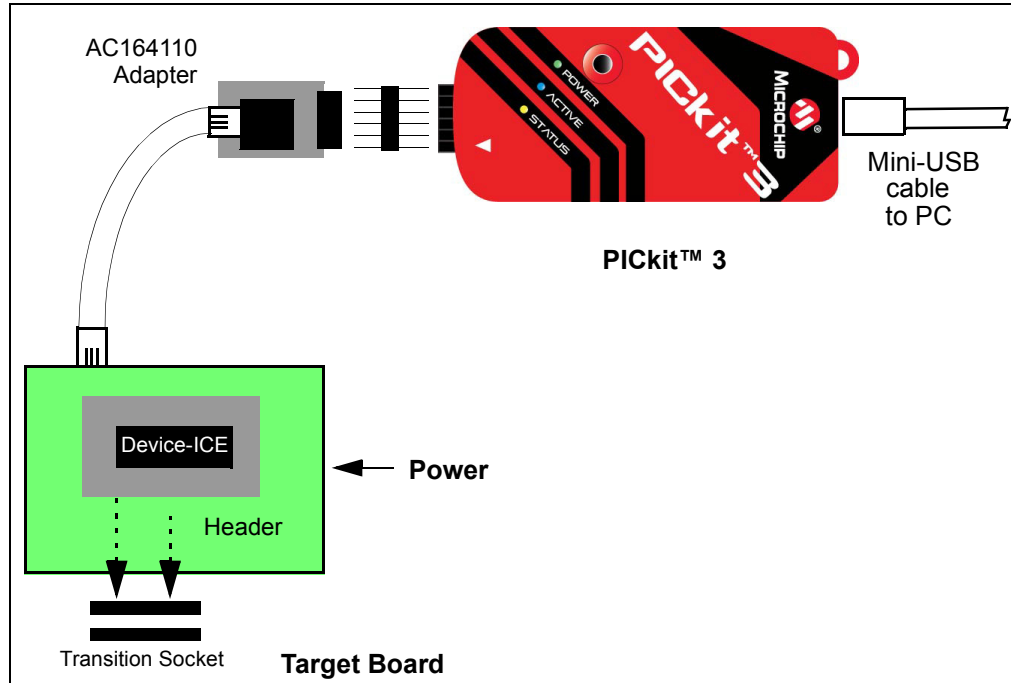 AC164110
Adapter
POWER
ACTIVE
STATUS
PICkit™ 3
MICROCHIP
®
Mini-USB
cable
to PC
PICkit™ 3
Device-ICE
Power
Header
Transition Socket
Target Board